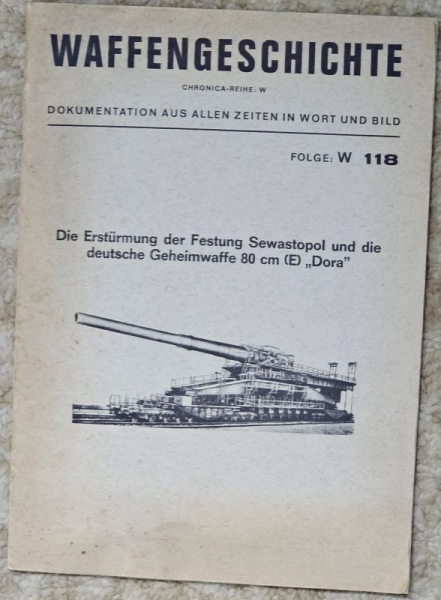 WAFFENGESCHICHTE
CHRONICA-REIHE: W
DOKUMENTATION AUS ALLEN ZEITEN IN WORT UND BILD
FOLGE: W 118
Die Erstürmung der Festung Sewastopol und die
deutsche Geheimwaffe 80 cm (E) „Dora"